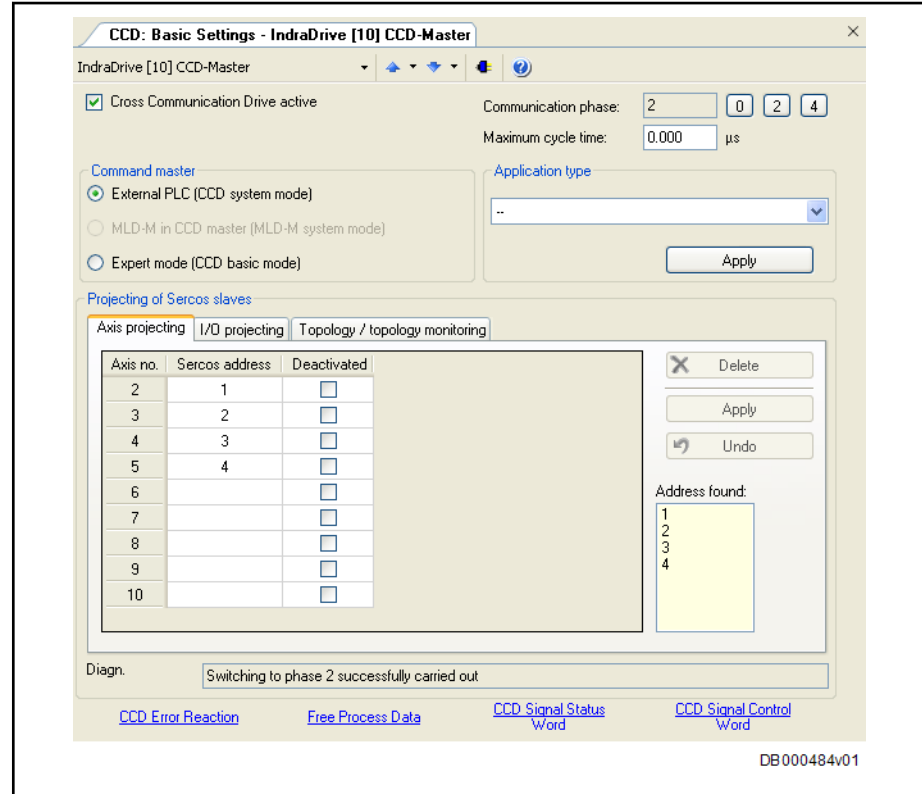 CCD: Basic Settings - IndraDrive [10] CCD-Master
IndraDrive [10] CCD-Master
Cross Communication Drive active
Communication phase: 2 0 2 4
Maximum cycle time: 0.000 µs
Command master
External PLC (CCD system mode)
MLD-M in CCD master (MLD-M system mode)
Expert mode (CCD basic mode)
Application type
--
Apply
Projecting of Sercos slaves
Axis projecting I/O projecting Topology / topology monitoring
Axis no. Sercos address Deactivated
2 1
3 2
4 3
5 4
6
7
8
9
10
Delete
Apply
Undo
Address found:
1
2
3
4
Diagn. Switching to phase 2 successfully carried out
CCD Error Reaction
Free Process Data
CCD Signal Status
Word
CCD Signal Control
Word
DB000484v01